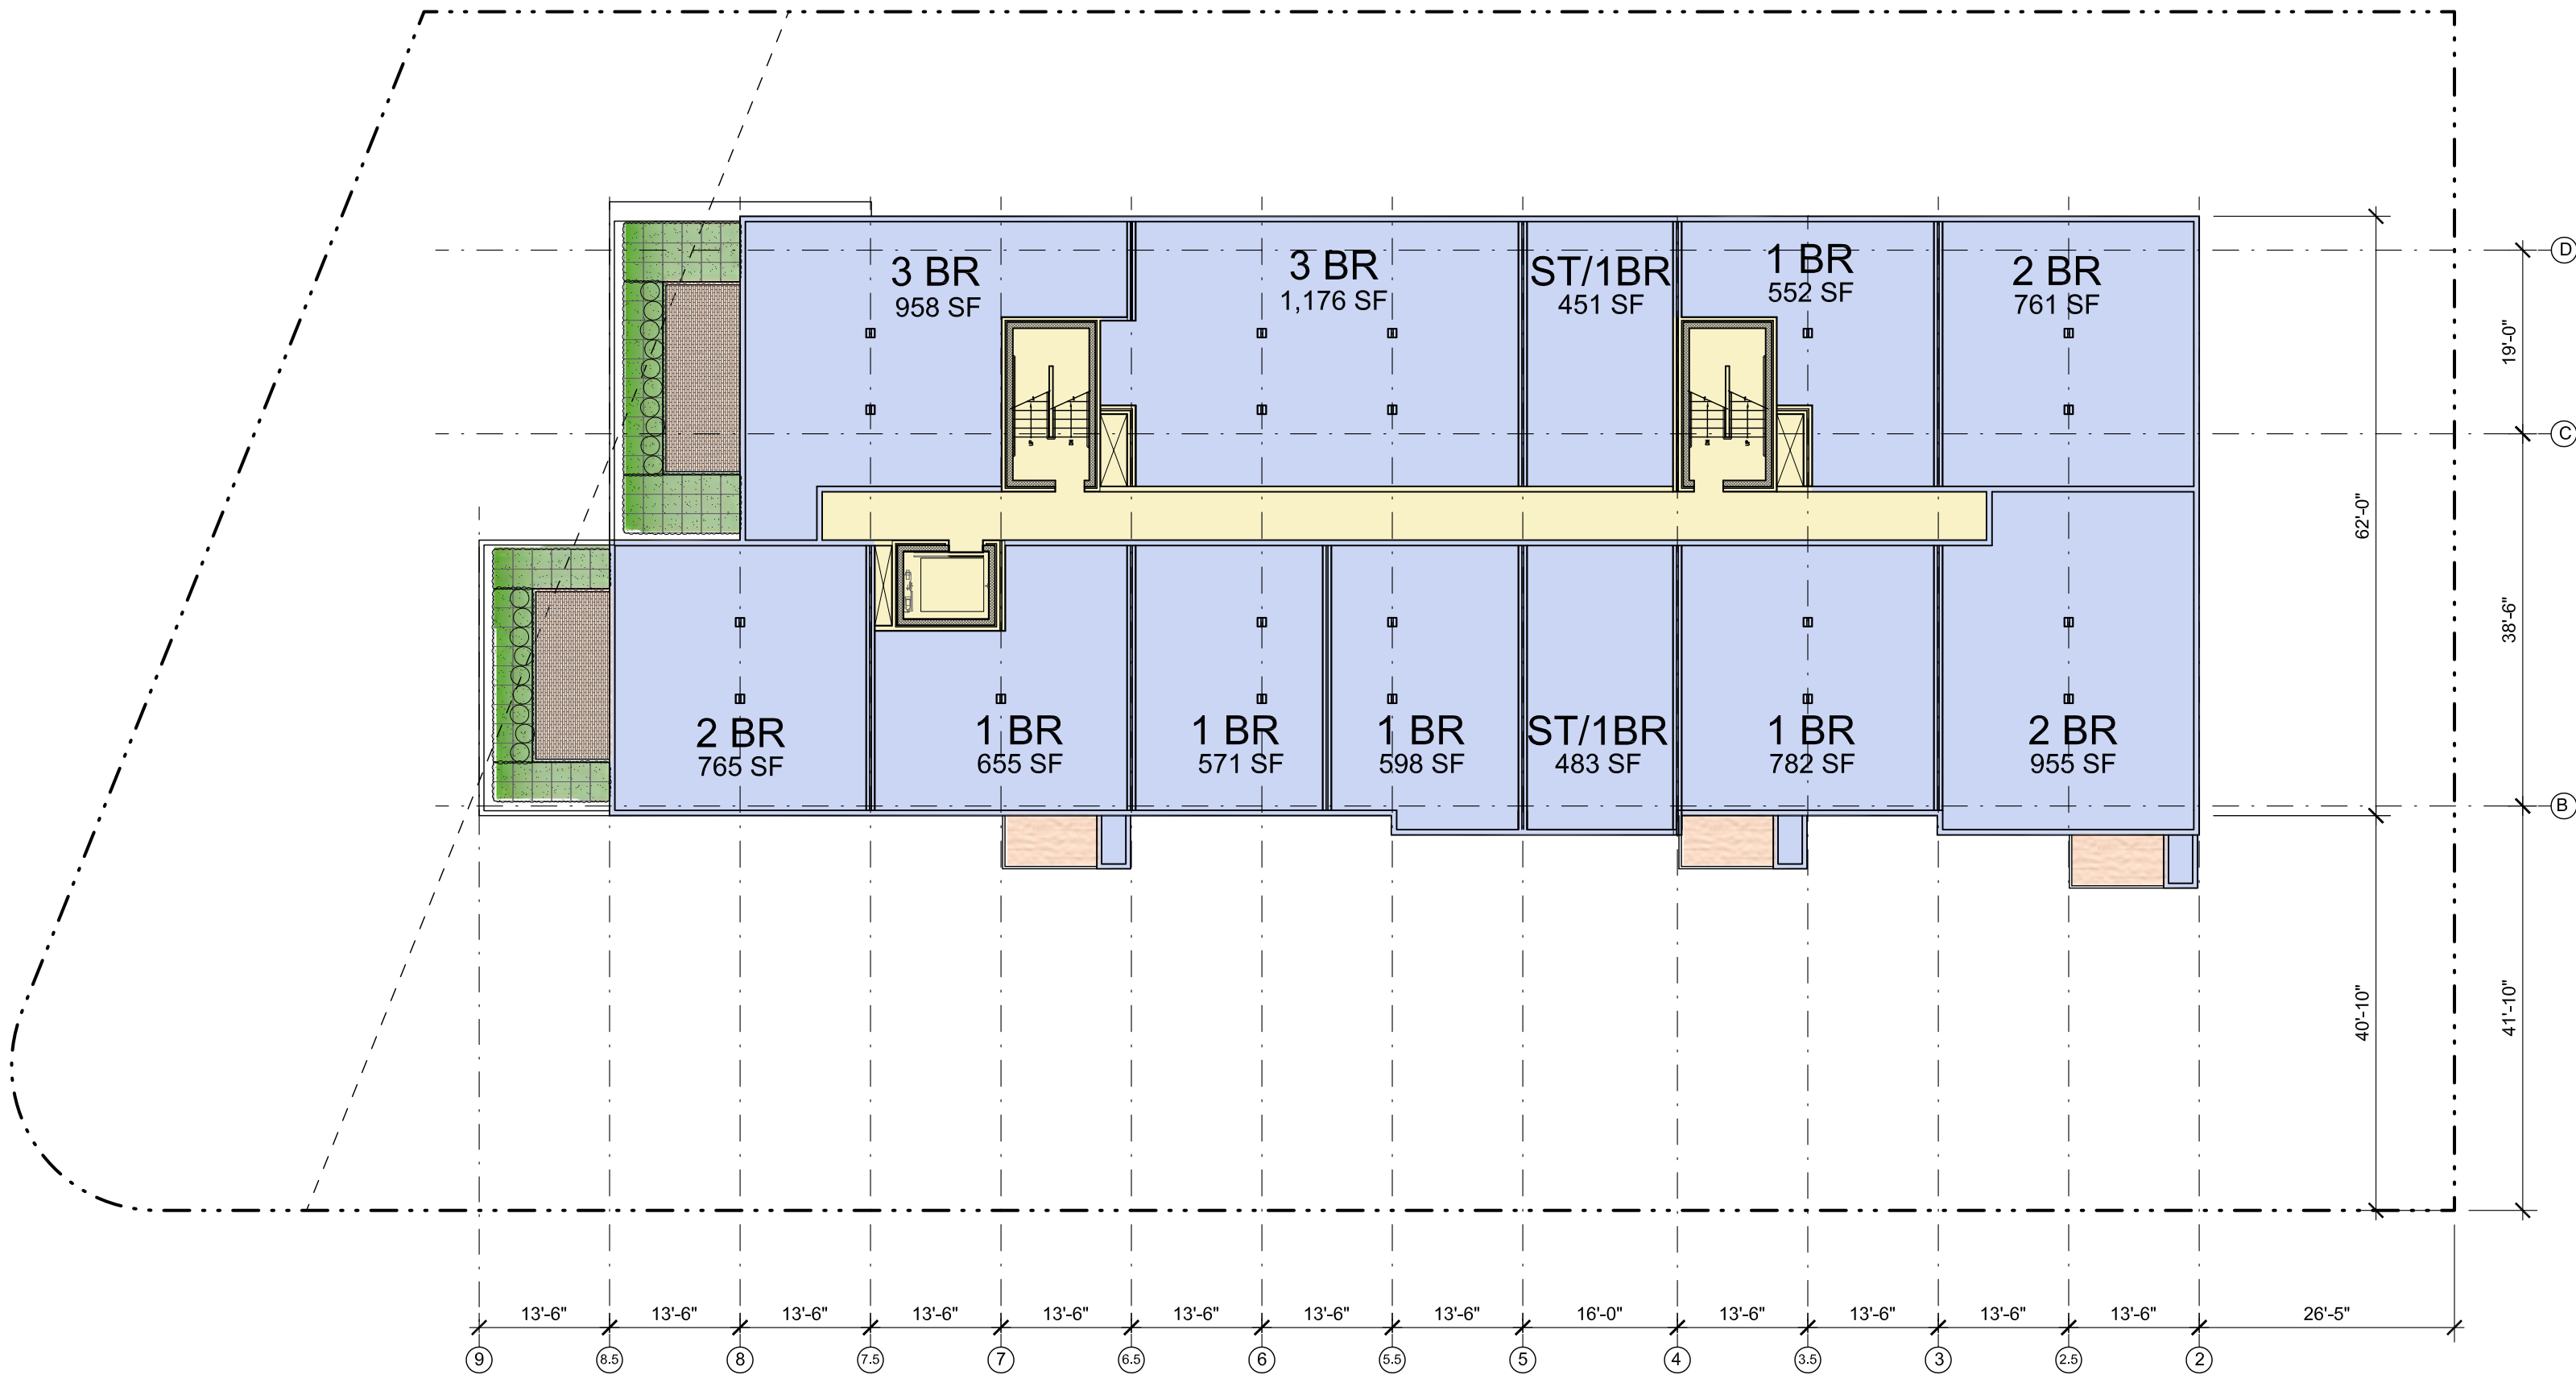 3 BR
958 SF
3 BR
1,176 SF
ST/1BR
451 SF
1 BR
552 SF
2 BR
761 SF
D
19'-0"
C
62'-0"
38'-6"
2 BR
765 SF
1 BR
655 SF
1 BR
571 SF
1 BR
598 SF
ST/1BR
483 SF
1 BR
782 SF
2 BR
955 SF
B
40'-10"
41'-10"
13'-6"
13'-6"
13'-6"
13'-6"
13'-6"
13'-6"
13'-6"
13'-6"
16'-0"
13'-6"
13'-6"
13'-6"
13'-6"
26'-5"
9
8.5
8
7.5
7
6.5
6
5.5
5
4
3.5
3
2.5
2